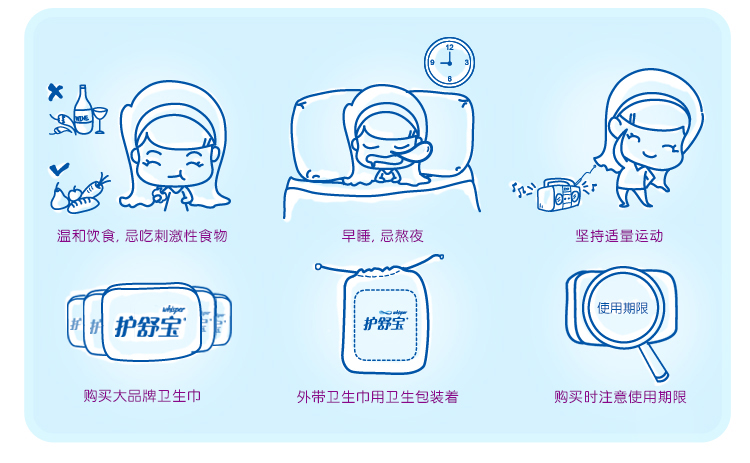 12
9 3
6
WINE
温和饮食, 忌吃刺激性食物
早睡, 忌熬夜
坚持适量运动
护 护 whisper 护舒宝
whisper 护舒宝
使用期限
购买大品牌卫生巾
外带卫生巾用卫生包装着
购买时注意使用期限